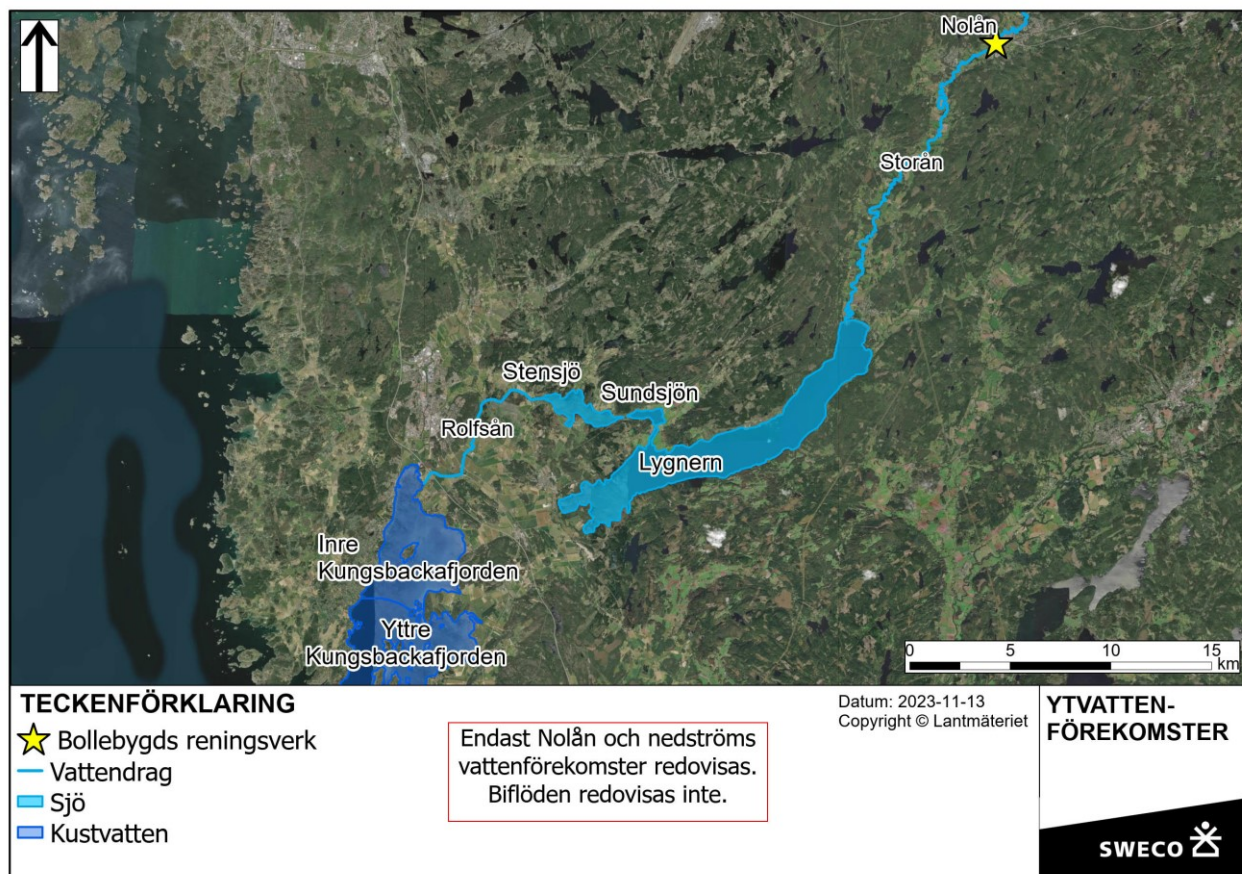 Nolån
Storån
Stensjö
Sundsjön
Rolfsån
Lygnern
Inre
Kungsbackafjorden
Yttre
Kungsbackafjorden
0 5 10 15
km
TECKENFÖRKLARING
Bollebygds reningsverk
Vattendrag
Sjö
Kustvatten
Endast Nolån och nedströms
vattenförekomster redovisas.
Biflöden redovisas inte.
Datum: 2023-11-13
Copyright © Lantmäteriet
YTVATTEN-
FÖREKOMSTER
SWECO